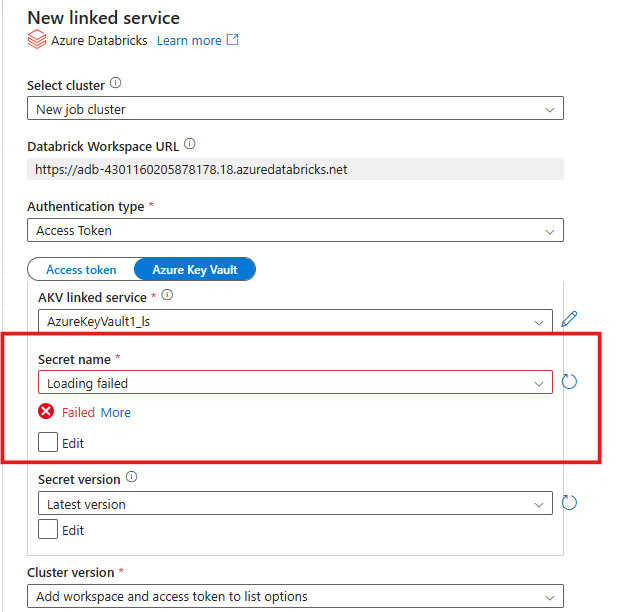 New linked service
Azure Databricks Learn more
Select cluster
New job cluster
Databrick Workspace URL
https://adb-4301160205878178.18.azuredatabricks.net
Authentication type *
Access Token
Access token Azure Key Vault
AKV linked service *
AzureKeyVault1_ls
Secret name *
Loading failed
Failed More
Edit
Secret version
Latest version
Edit
Cluster version *
Add workspace and access token to list options